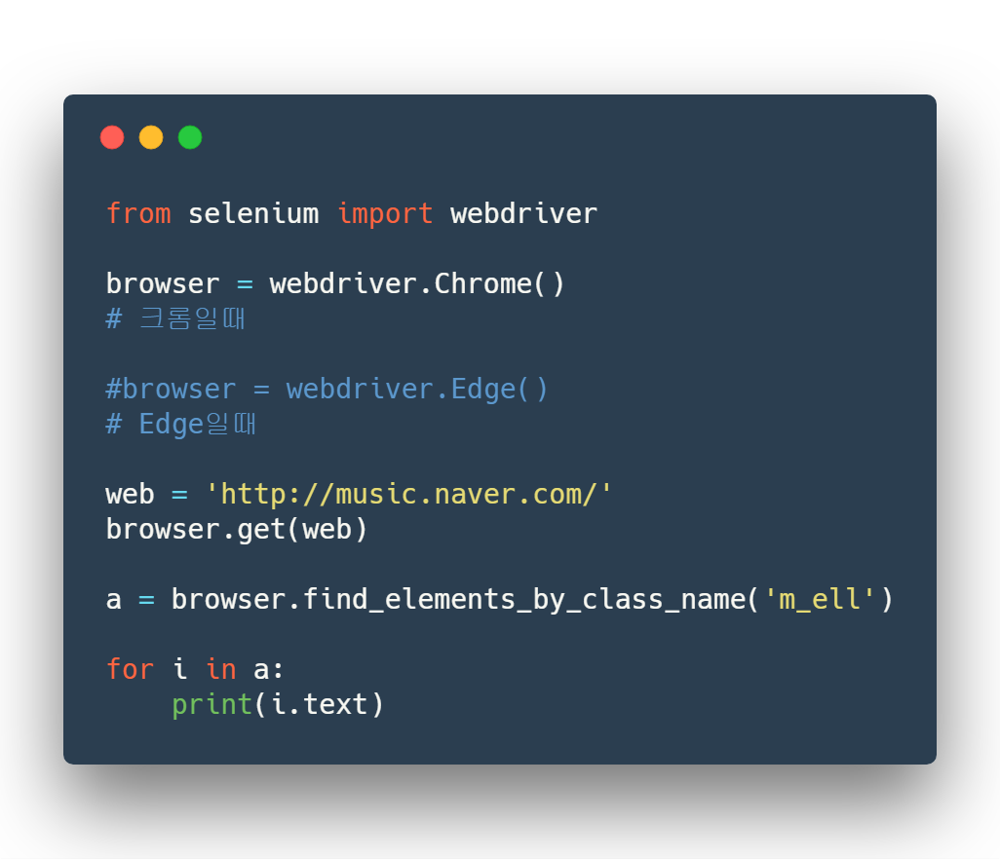 from selenium import webdriver
browser = webdriver.Chrome()
# 크롬일때
#browser = webdriver.Edge()
# Edge일때
web = 'http://music.naver.com/'
browser.get(web)
a = browser.find_elements_by_class_name('m_ell')
for i in a:
    print(i.text)